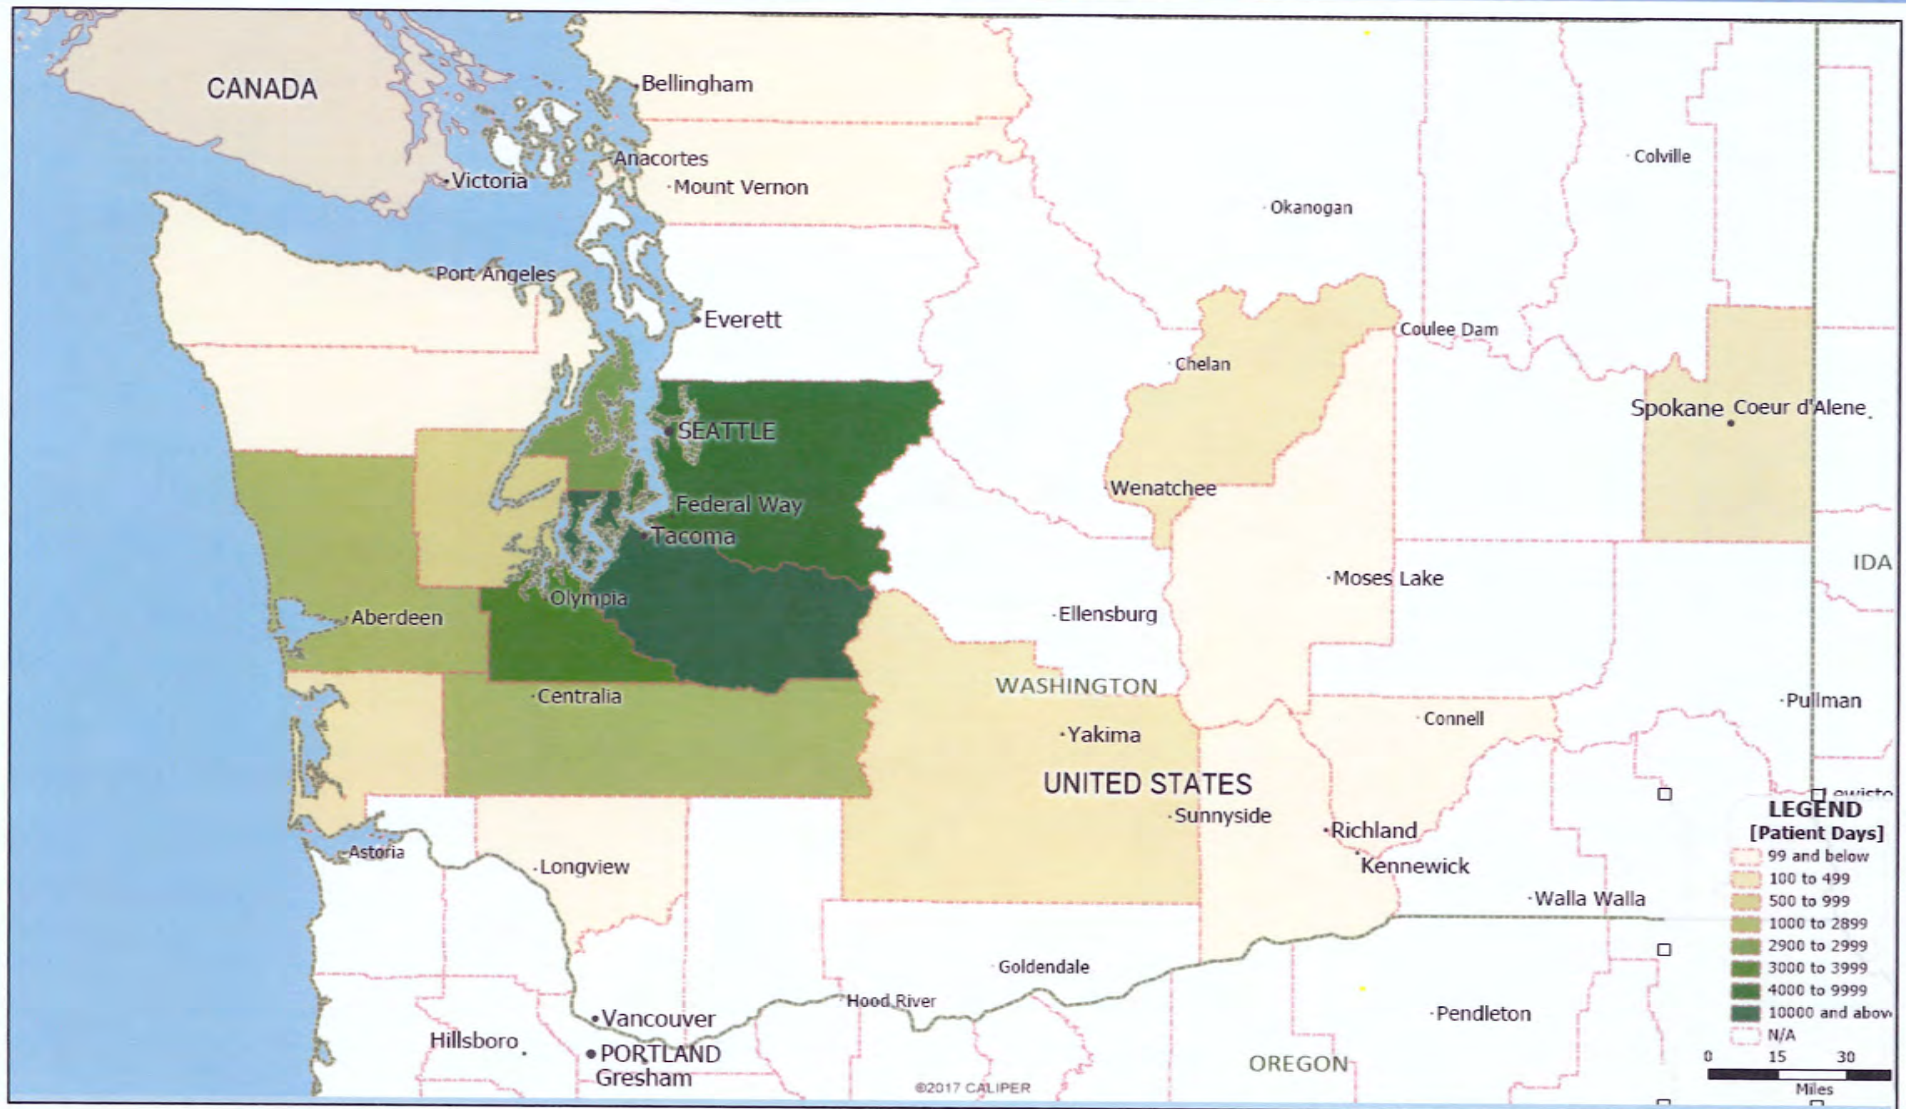 CANADA
Bellingham
Anacortes
Victoria
Mount Vernon
Colville
Okanogan
Port Angeles
Everett
Coulee Dam
Chelan
Spokane
Coeur d'Alene
SEATTLE
Wenatchee
Federal Way
Tacoma
IDA
Moses Lake
Olympia
Aberdeen
Ellensburg
WASHINGTON
Centralia
Pullman
Connell
Yakima
UNITED STATES
Sunnyside
Richland
Astoria
Longview
Kennewick
Walla Walla
Goldendale
Hood River
Vancouver
Pendleton
Hillsboro
PORTLAND
Gresham
OREGON
©2017 CALIPER
Lewisto
LEGEND
[Patient Days]
99 and below
100 to 499
500 to 999
1000 to 2899
2900 to 2999
3000 to 3999
4000 to 9999
10000 and abov
N/A
0 15 30
Miles